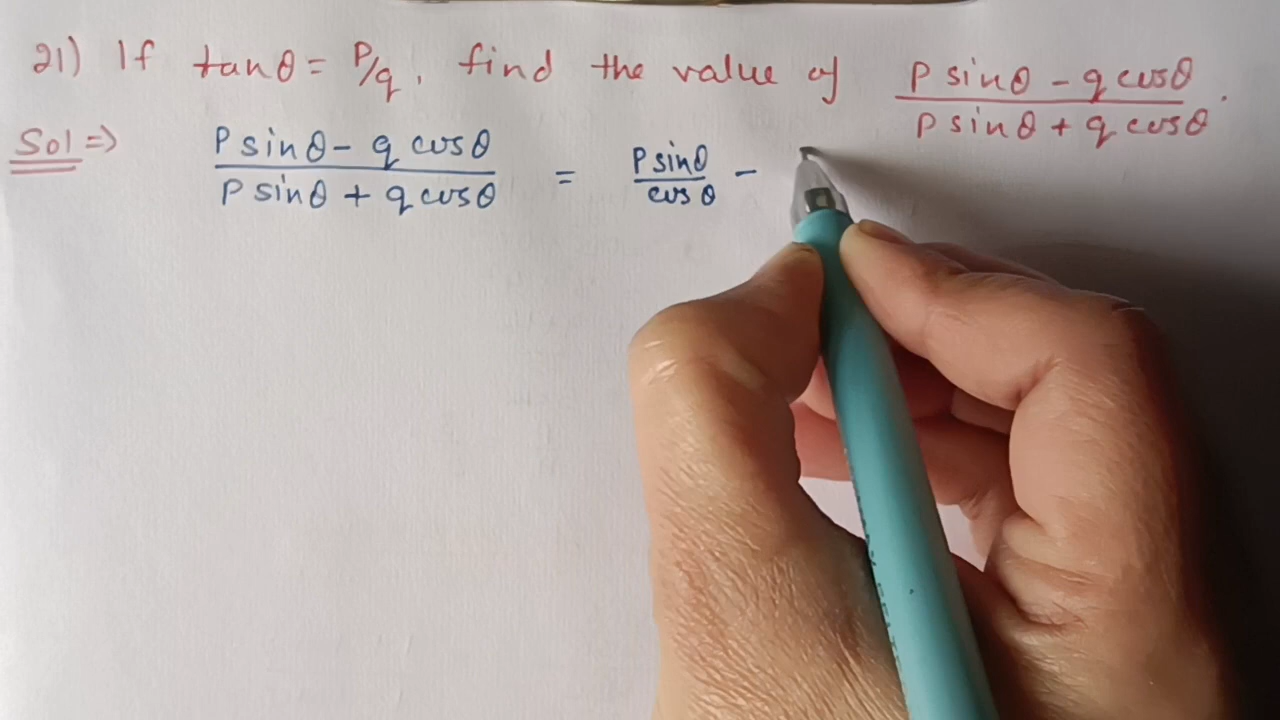 21) If tanθ = P/q, find the value of (P sinθ - q cosθ)/(P sinθ + q cosθ).
Sol ⇒ (P sinθ - q cosθ)/(P sinθ + q cosθ) = P sinθ/cosθ -